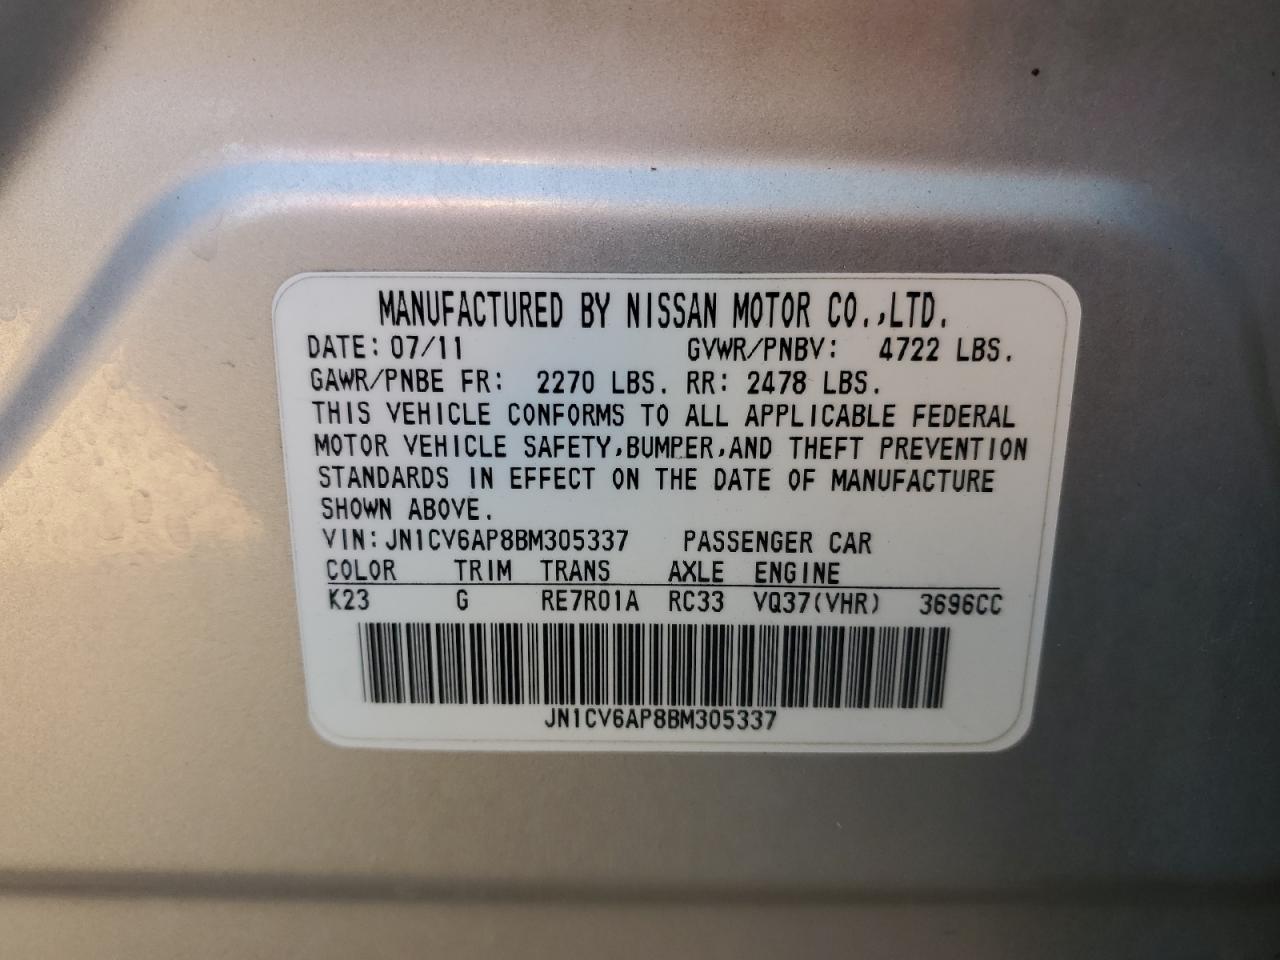 MANUFACTURED BY NISSAN MOTOR CO.,LTD.
DATE: 07/11 GVWR/PNBV: 4722 LBS.
GAWR/PNBE FR: 2270 LBS. RR: 2478 LBS.
THIS VEHICLE CONFORMS TO ALL APPLICABLE FEDERAL
MOTOR VEHICLE SAFETY,BUMPER,AND THEFT PREVENTION
STANDARDS IN EFFECT ON THE DATE OF MANUFACTURE
SHOWN ABOVE.
VIN: JN1CV6AP8BM305337 PASSENGER CAR
COLOR TRIM TRANS AXLE ENGINE
K23 G RE7R01A RC33 VQ37(VHR) 3696CC
JN1CV6AP8BM305337